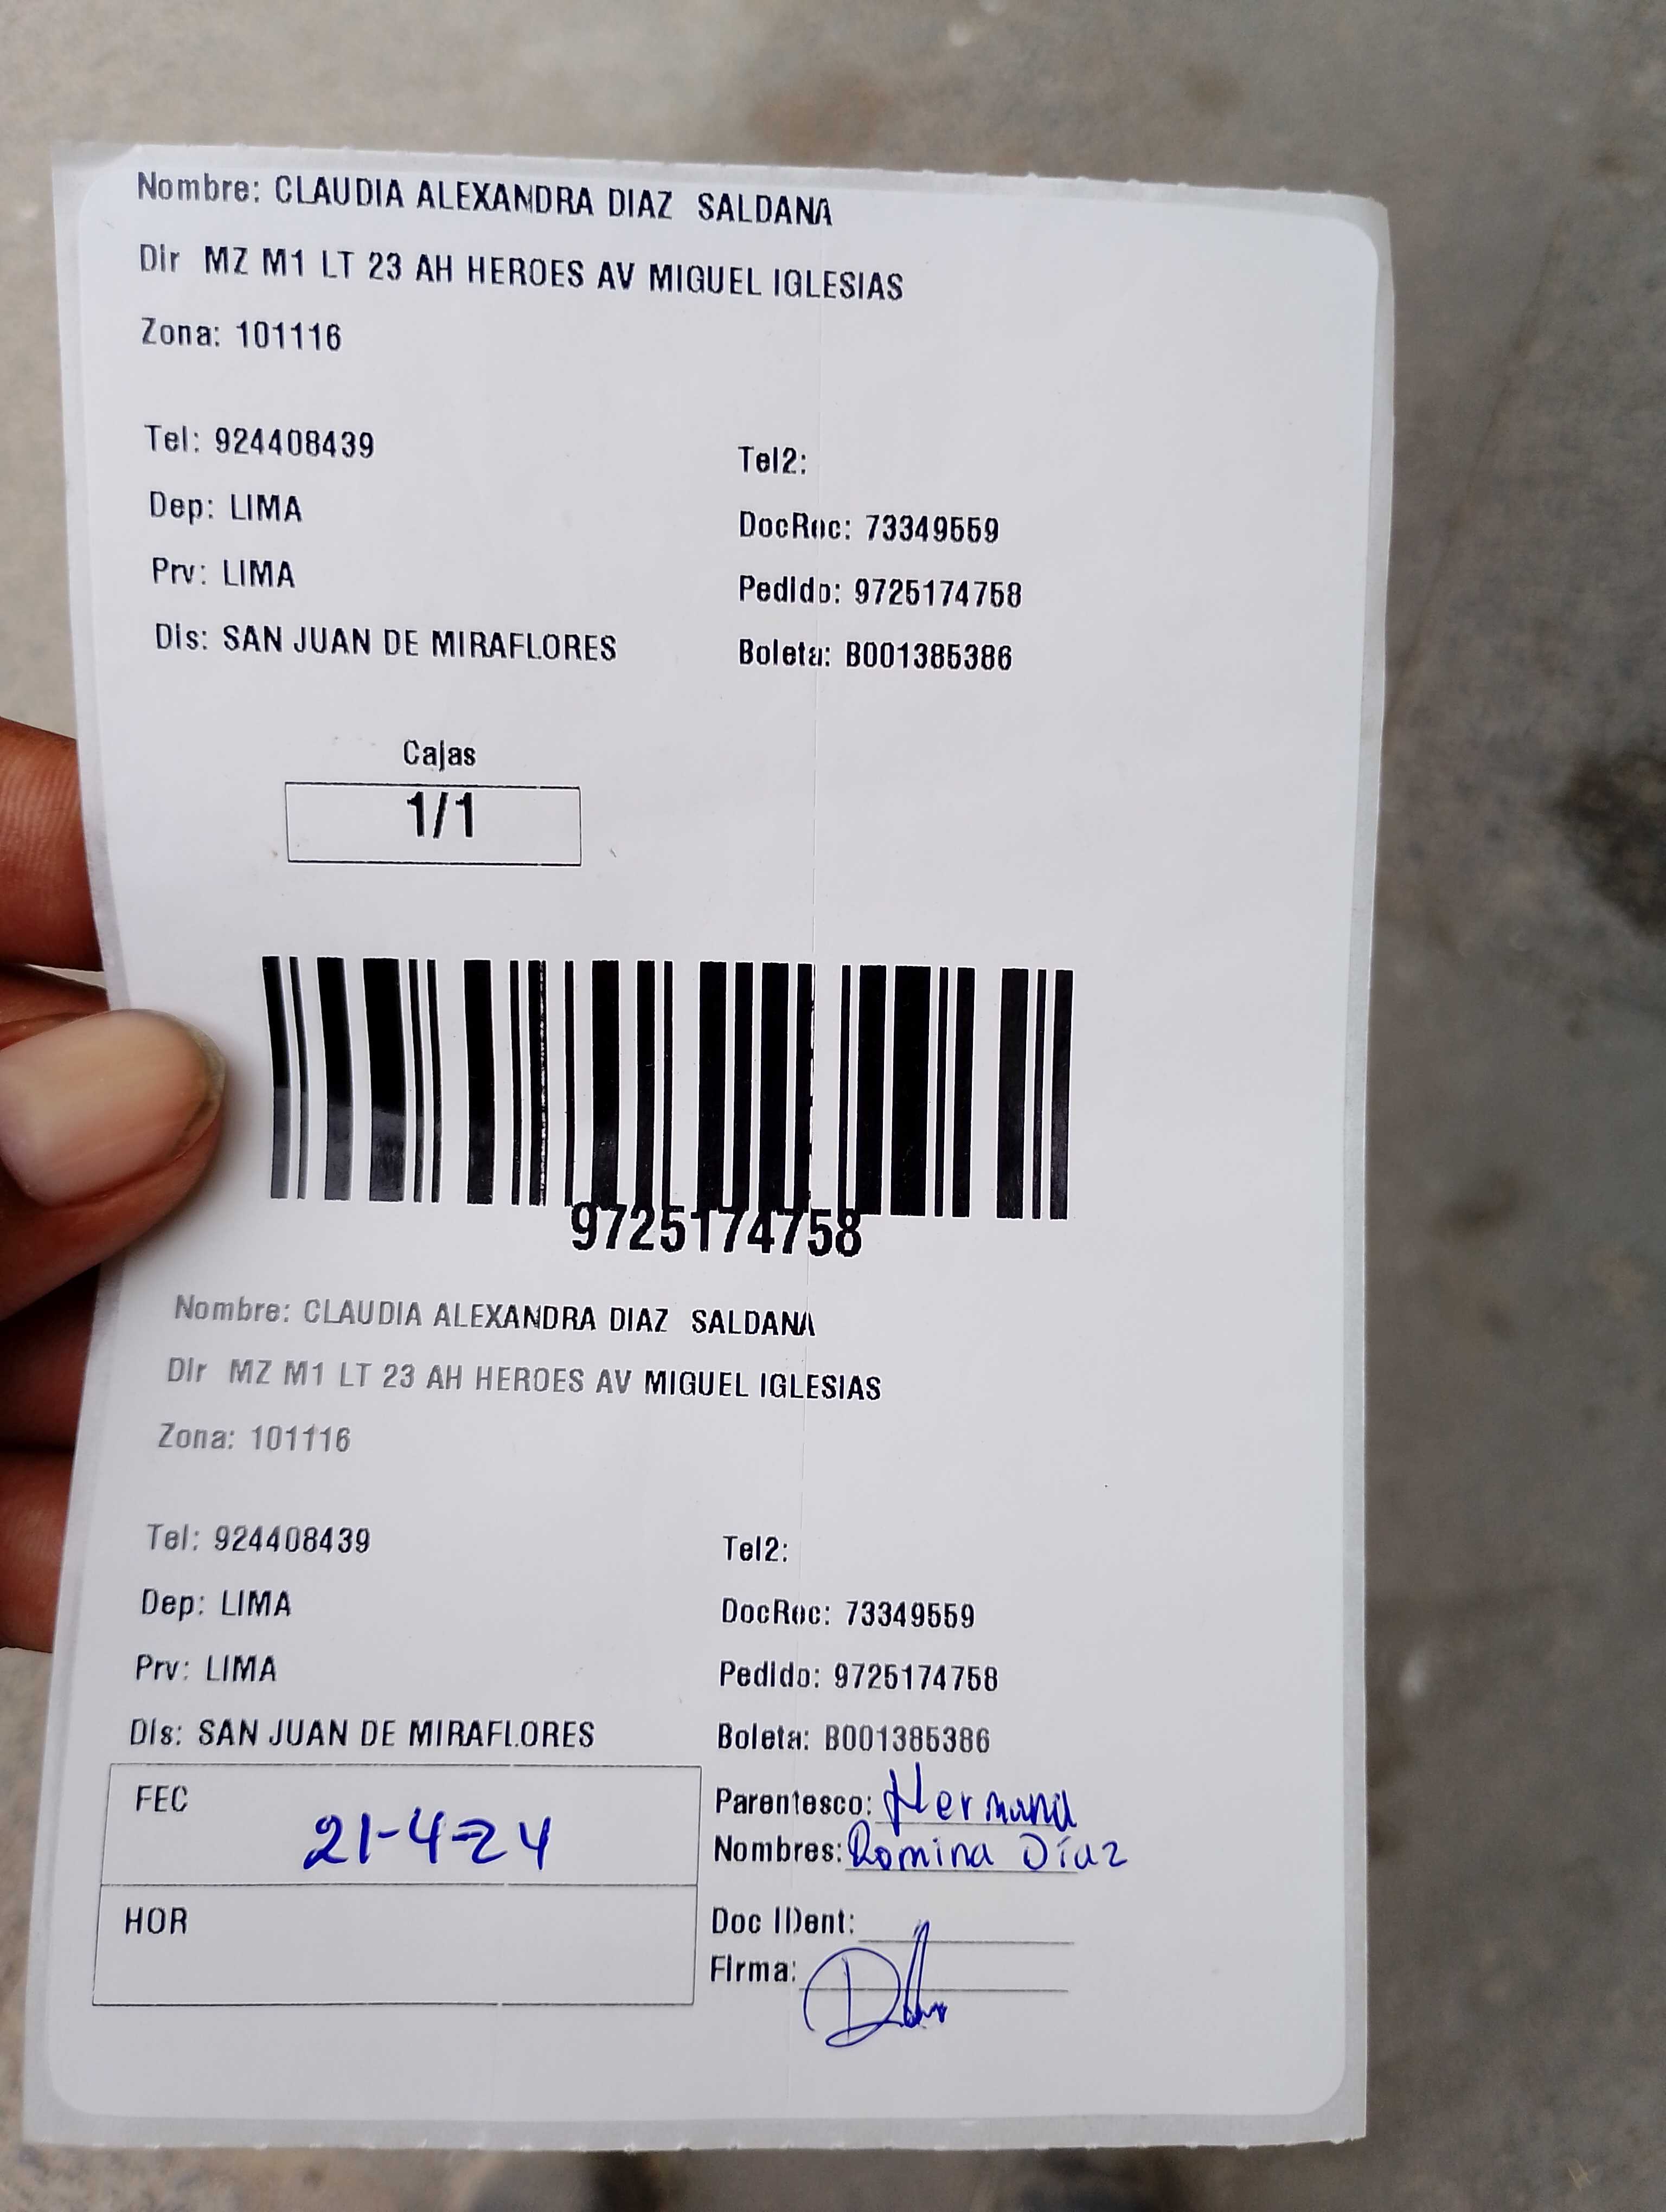 Nombre: CLAUDIA ALEXANDRA DIAZ SALDANA
Dir MZ M1 LT 23 AH HEROES AV MIGUEL IGLESIAS
Zona: 101116
Tel: 924408439
Tel2:
Dep: LIMA
DocRec: 73349559
Prv: LIMA
Pedido: 9725174758
Dis: SAN JUAN DE MIRAFLORES
Boleta: B001385386
Cajas
1/1
9725174758
Nombre: CLAUDIA ALEXANDRA DIAZ SALDANA
Dir MZ M1 LT 23 AH HEROES AV MIGUEL IGLESIAS
Zona: 101116
Tel: 924408439
Tel2:
Dep: LIMA
DocRec: 73349559
Prv: LIMA
Pedido: 9725174758
Dis: SAN JUAN DE MIRAFLORES
Boleta: B001385386
FEC
21-4-24
Parentesco: Hermana
Nombres: Romina Díaz
HOR
Doc IDent:
Firma: